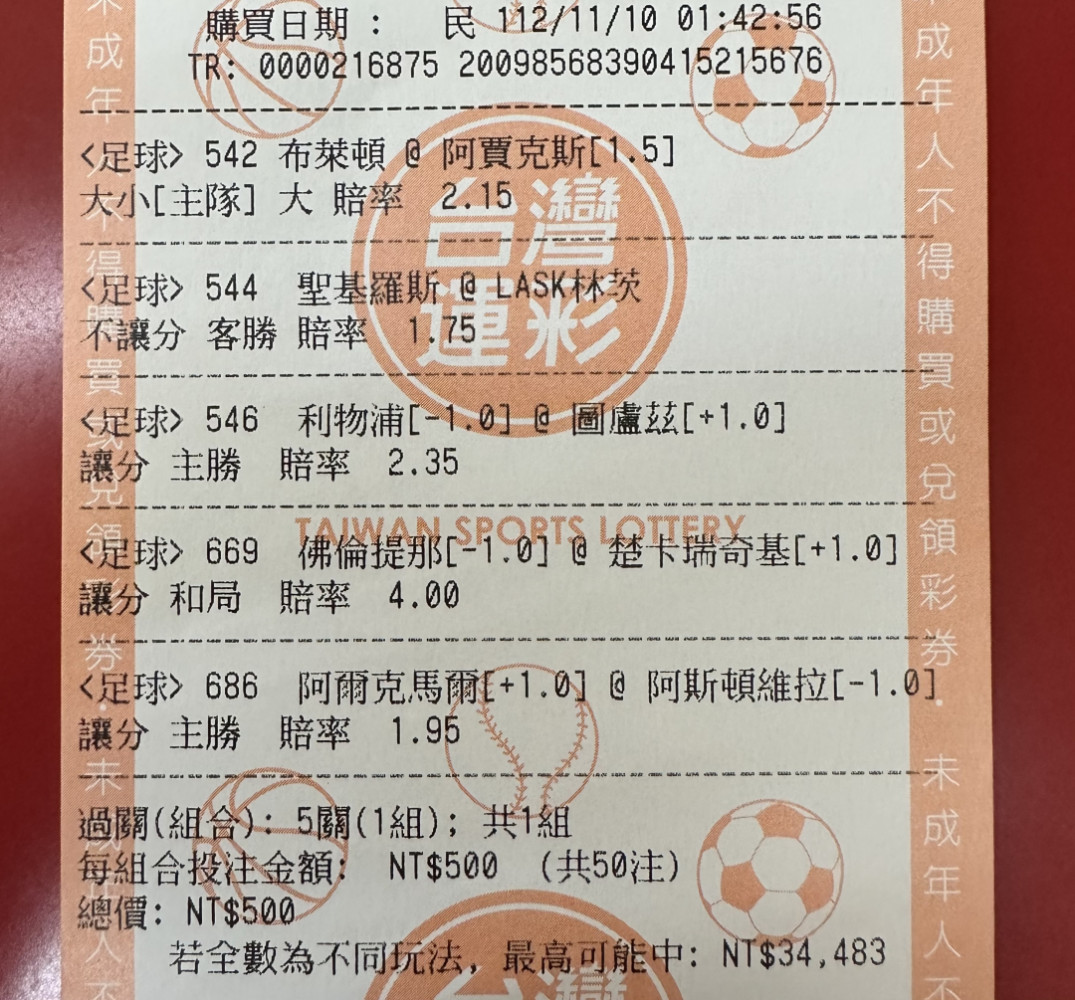 購買日期： 民 112/11/10 01:42:56
TR: 0000216875 200985683904152​15676
<足球> 542 布萊頓 @ 阿賈克斯[1.5]
大小[主隊] 大 賠率 2.15
<足球> 544 聖基羅斯 @ LASK林茨
不讓分 客勝 賠率 1.75
<足球> 546 利物浦[-1.0] @ 圖盧茲[+1.0]
讓分 主勝 賠率 2.35
<足球> 669 佛倫提那[-1.0] @ 楚卡瑞奇基[+1.0]
讓分 和局 賠率 4.00
<足球> 686 阿爾克馬爾[+1.0] @ 阿斯頓維拉[-1.0]
讓分 主勝 賠率 1.95
過關(組合): 5關(1組); 共1組
每組合投注金額: NT$500 (共50注)
總價: NT$500
若全數為不同玩法, 最高可能中: NT$34,483
台灣
運彩
TAIWAN SPORTS LOTTERY
未成年人不得購買或兌領彩券·未成年人不